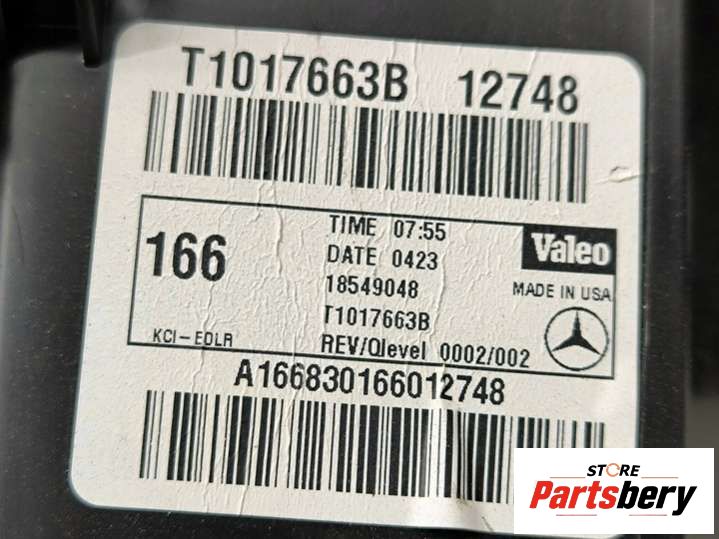 T1017663B 12748
166
TIME 07:55
DATE 0423
18549048
T1017663B
REV/Qlevel 0002/002
KCI-EOLR
Valeo
MADE IN USA
A166830166012748
STORE
Partsbery